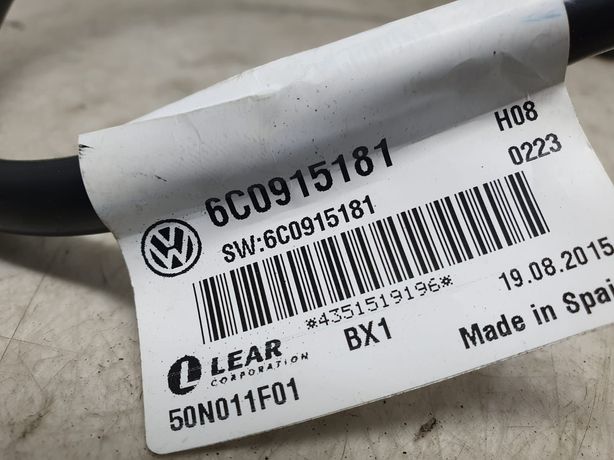 H08
6C0915181
0223
SW:6C0915181
*4351519196*
19.08.2015
BX1
Made in Spai
LEAR
CORPORATION
50N011F01